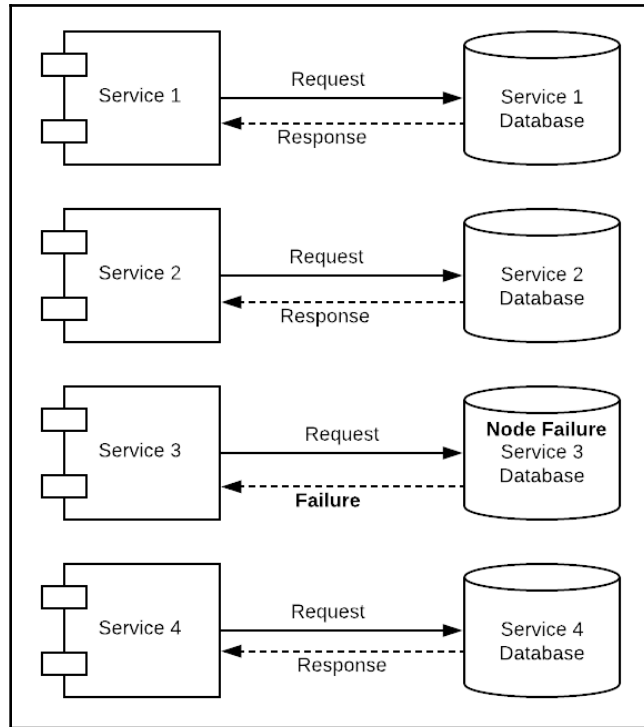 Service 1
Request
Response
Service 1
Database
Service 2
Request
Response
Service 2
Database
Service 3
Request
Failure
Node Failure
Service 3
Database
Service 4
Request
Response
Service 4
Database